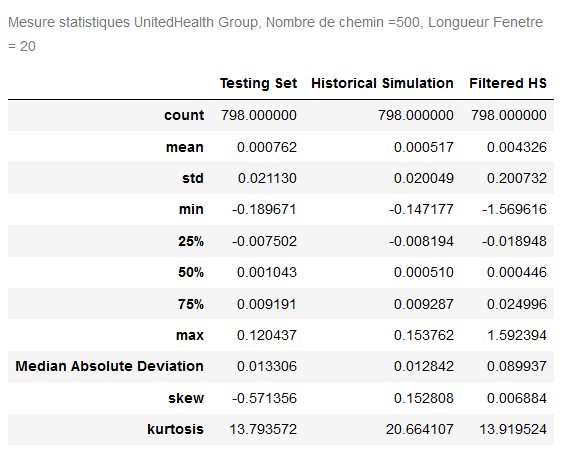 Mesure statistiques UnitedHealth Group, Nombre de chemin =500, Longueur Fenetre
= 20
Testing Set Historical Simulation Filtered HS
count 798.000000 798.000000 798.000000
mean 0.000762 0.000517 0.004326
std 0.021130 0.020049 0.200732
min -0.189671 -0.147177 -1.569616
25% -0.007502 -0.008194 -0.018948
50% 0.001043 0.000510 0.000446
75% 0.009191 0.009287 0.024996
max 0.120437 0.153762 1.592394
Median Absolute Deviation 0.013306 0.012842 0.089937
skew -0.571356 0.152808 0.006884
kurtosis 13.793572 20.664107 13.919524